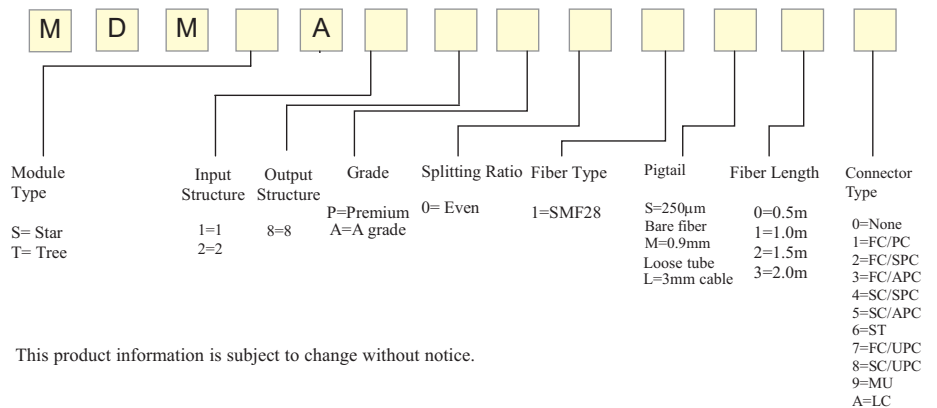 M D M A
Module
Type
S= Star
T= Tree
Input
Structure
1=1
2=2
Output
Structure
8=8
Grade
P=Premium
A=A grade
Splitting Ratio
0= Even
Fiber Type
1=SMF28
Pigtail
S=250μm
Bare fiber
M=0.9mm
Loose tube
L=3mm cable
Fiber Length
0=0.5m
1=1.0m
2=1.5m
3=2.0m
Connector
Type
0=None
1=FC/PC
2=FC/SPC
3=FC/APC
4=SC/SPC
5=SC/APC
6=ST
7=FC/UPC
8=SC/UPC
9=MU
A=LC
This product information is subject to change without notice.